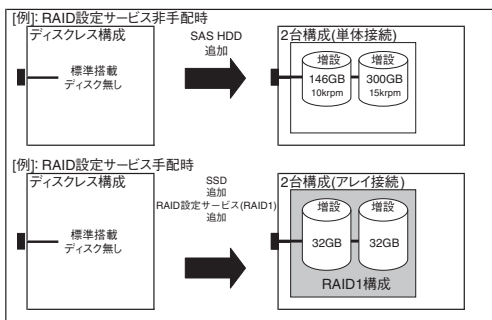 [例]: RAID設定サービス非手配時
ディスクレス構成
標準搭載
ディスク無し
SAS HDD
追加
2台構成(単体接続)
増設
146GB
10krpm
増設
300GB
15krpm
[例]: RAID設定サービス手配時
ディスクレス構成
標準搭載
ディスク無し
SSD
追加
RAID設定サービス(RAID1)
追加
2台構成(アレイ接続)
増設
32GB
増設
32GB
RAID1構成